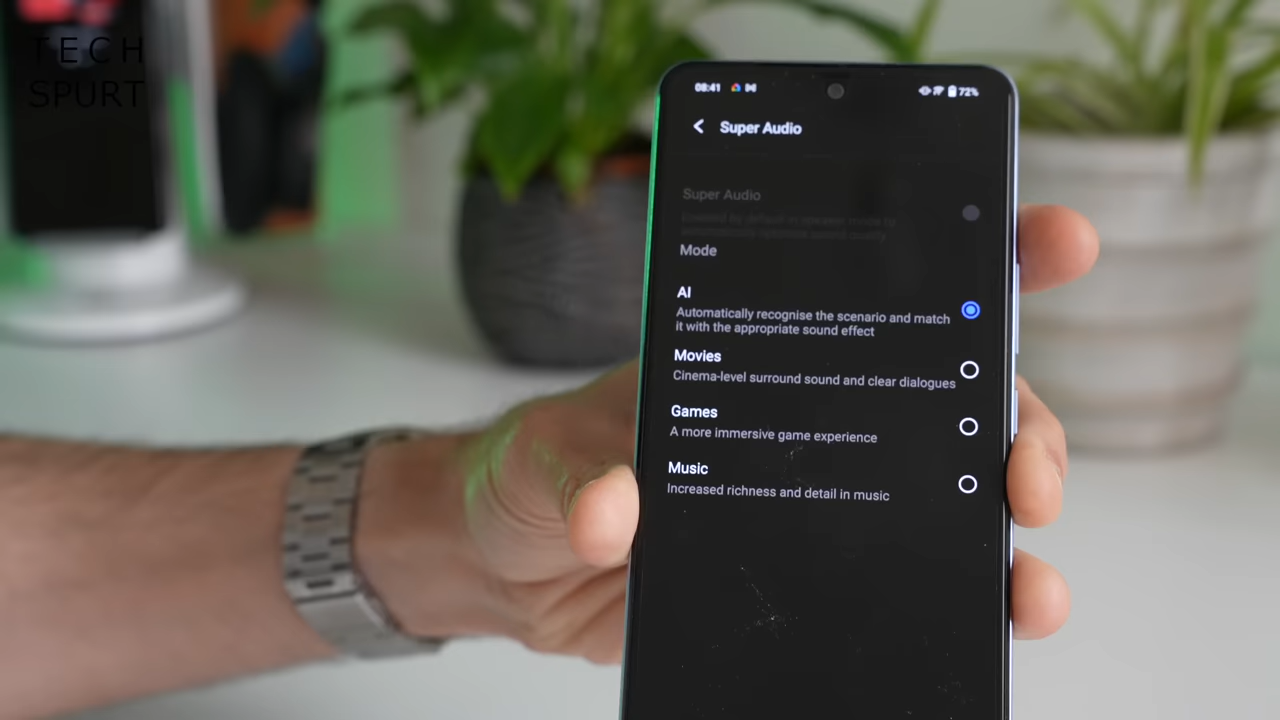 TECH
SPURT
08:41
72%
Super Audio
Super Audio
Mode
AI
Automatically recognise the scenario and match
it with the appropriate sound effect
Movies
Cinema-level surround sound and clear dialogues
Games
A more immersive game experience
Music
Increased richness and detail in music